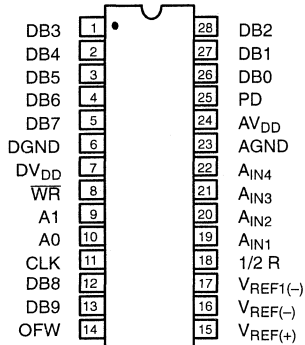 DB3 1 28 DB2
DB4 2 27 DB1
DB5 3 26 DB0
DB6 4 25 PD
DB7 5 24 AVDD
DGND 6 23 AGND
DVDD 7 22 AIN4
W̅R̅ 8 21 AIN3
A1 9 20 AIN2
A0 10 19 AIN1
CLK 11 18 1/2 R
DB8 12 17 VREF1(–)
DB9 13 16 VREF(–)
OFW 14 15 VREF(+)